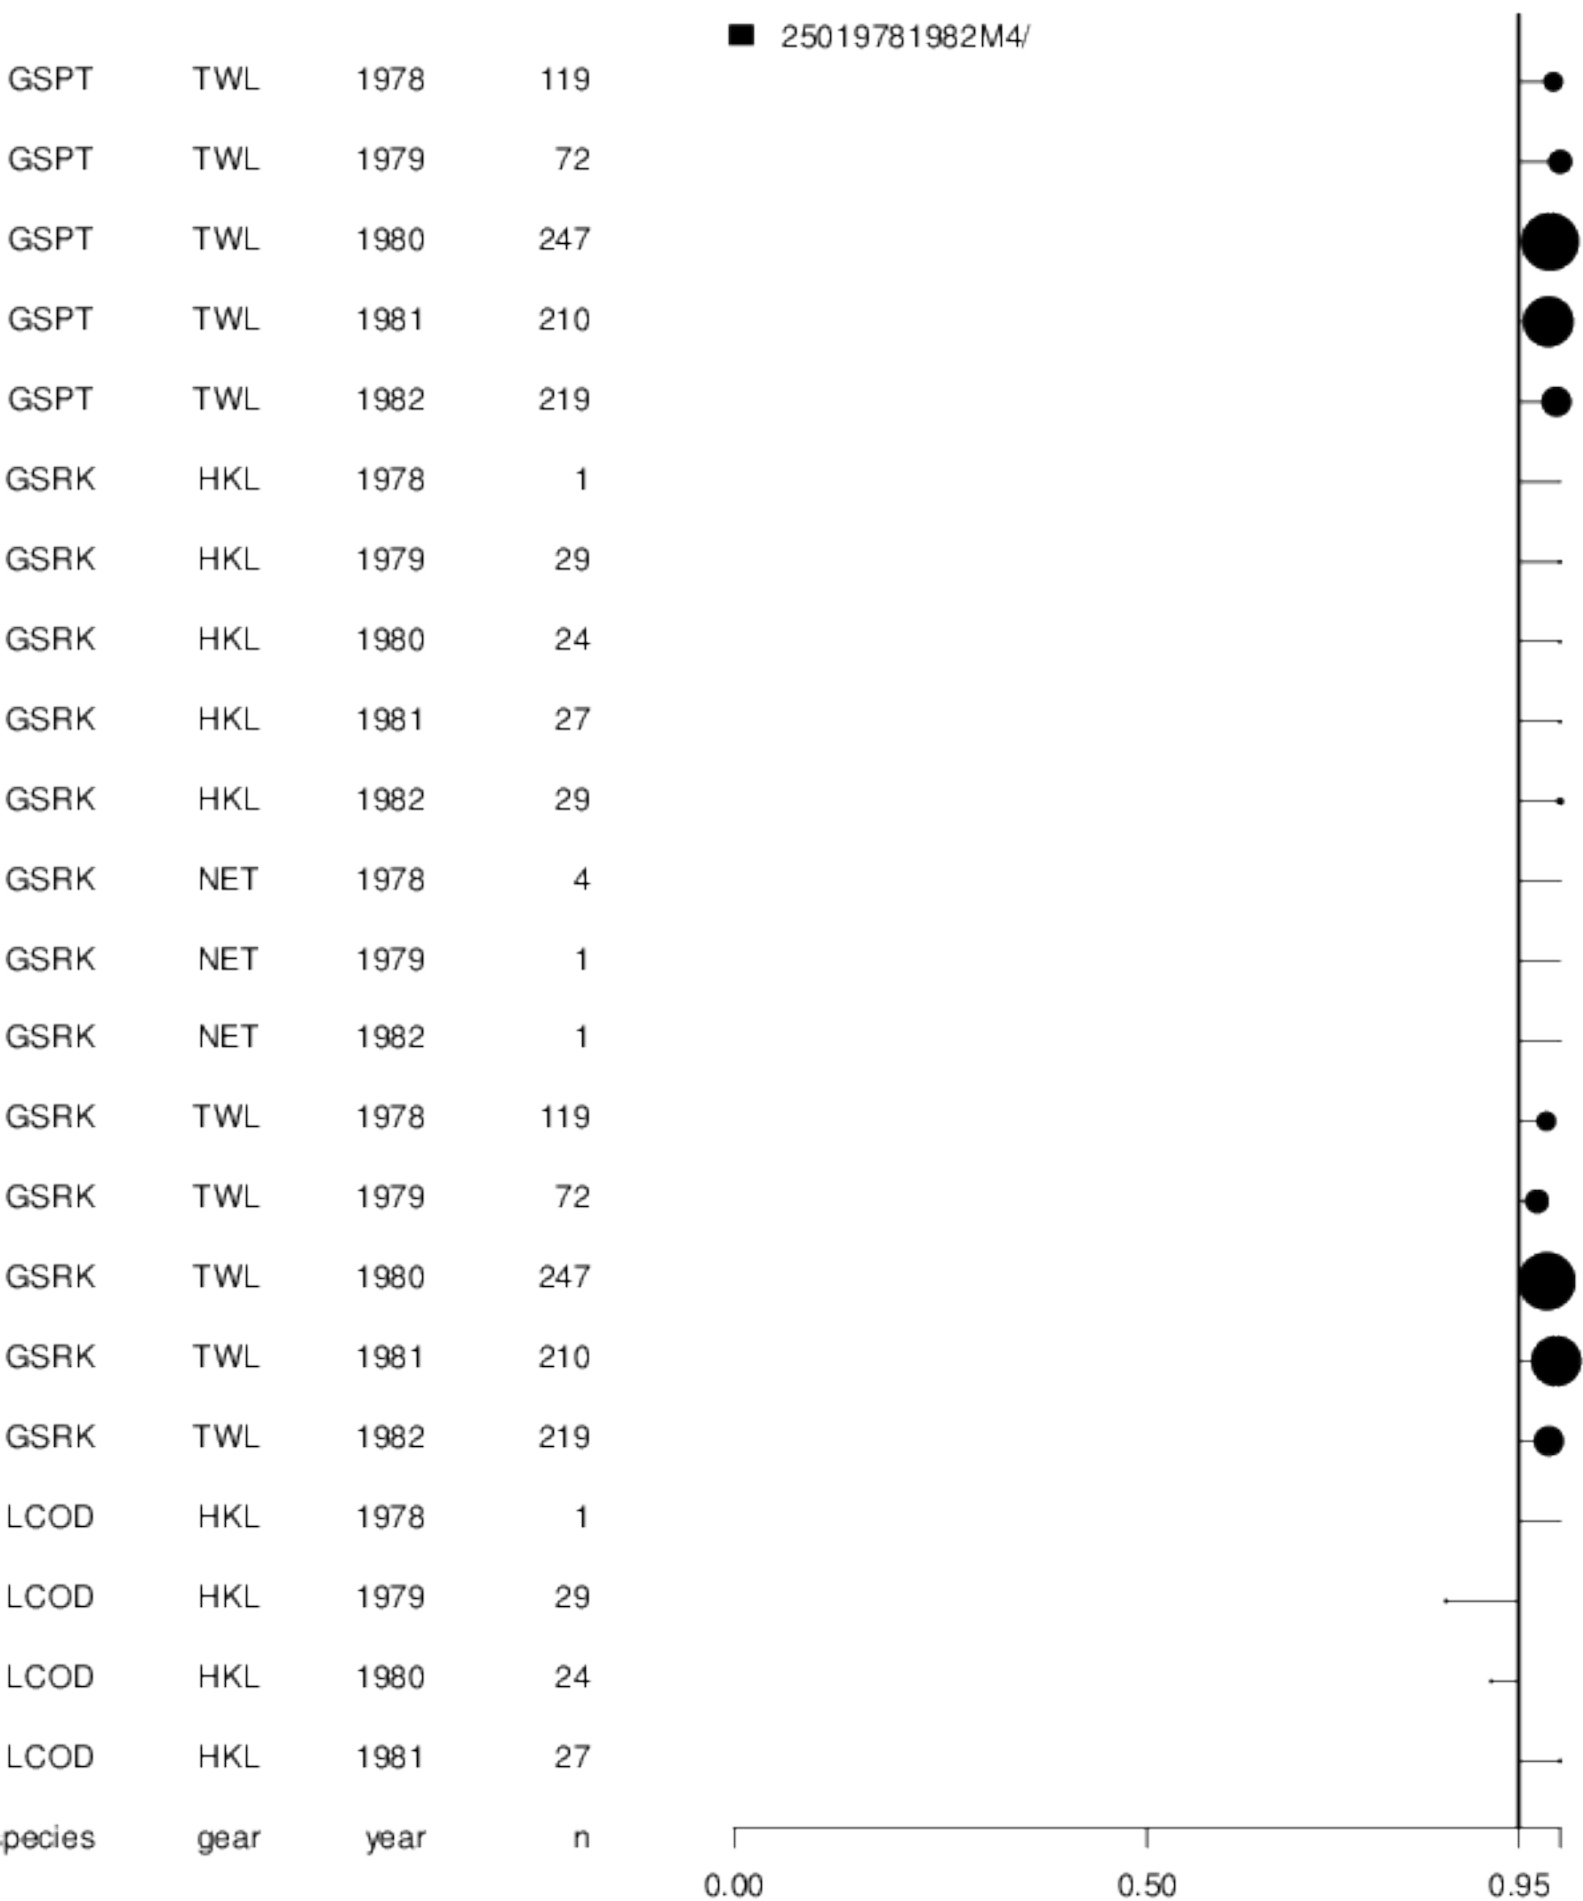 25019781982M4/
GSPT TWL 1978 119
GSPT TWL 1979 72
GSPT TWL 1980 247
GSPT TWL 1981 210
GSPT TWL 1982 219
GSRK HKL 1978 1
GSRK HKL 1979 29
GSRK HKL 1980 24
GSRK HKL 1981 27
GSRK HKL 1982 29
GSRK NET 1978 4
GSRK NET 1979 1
GSRK NET 1982 1
GSRK TWL 1978 119
GSRK TWL 1979 72
GSRK TWL 1980 247
GSRK TWL 1981 210
GSRK TWL 1982 219
LCOD HKL 1978 1
LCOD HKL 1979 29
LCOD HKL 1980 24
LCOD HKL 1981 27
pecies gear year n
0.00 0.50 0.95